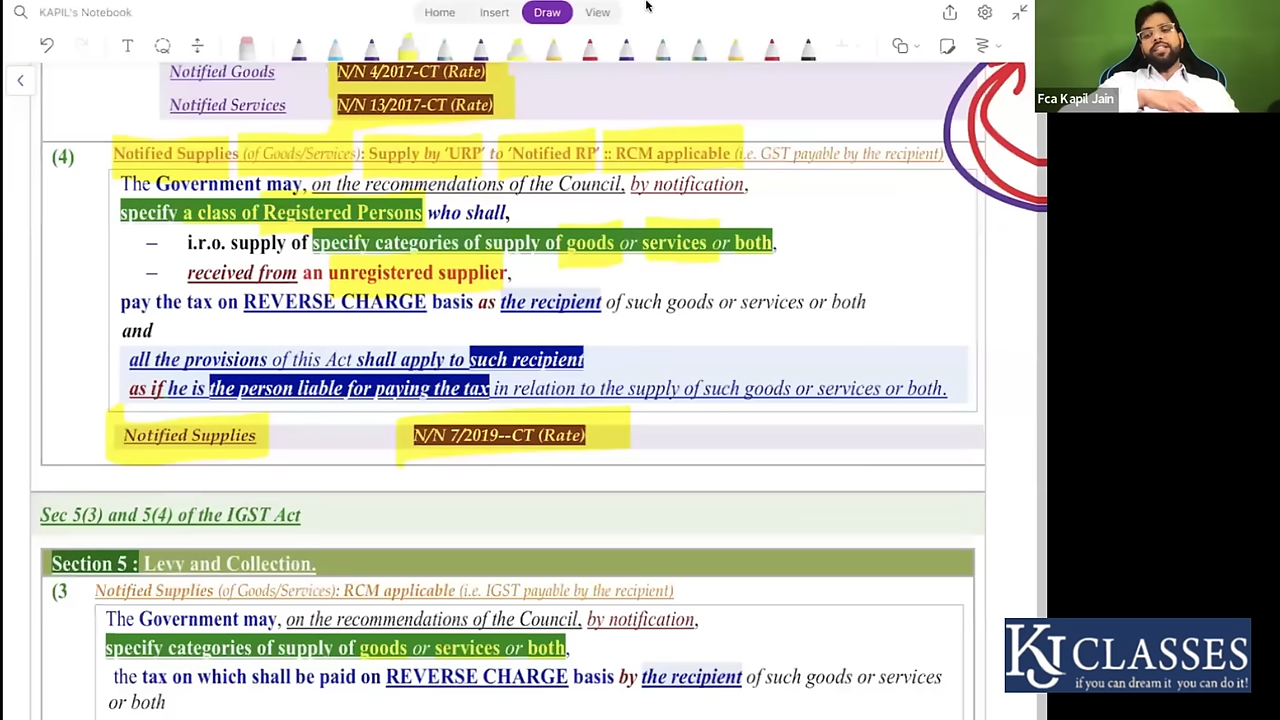 KAPIL's Notebook
Home Insert Draw View
T
Fca Kapil Jain
Notified Goods N/N 4/2017-CT (Rate)
Notified Services N/N 13/2017-CT (Rate)
(4) Notified Supplies (of Goods/Services): Supply by ‘URP’ to ‘Notified RP’ :: RCM applicable (i.e. GST payable by the recipient)
The Government may, on the recommendations of the Council, by notification,
specify a class of Registered Persons who shall,
– i.r.o. supply of specify categories of supply of goods or services or both,
– received from an unregistered supplier,
pay the tax on REVERSE CHARGE basis as the recipient of such goods or services or both
and
all the provisions of this Act shall apply to such recipient
as if he is the person liable for paying the tax in relation to the supply of such goods or services or both.
Notified Supplies N/N 7/2019--CT (Rate)
Sec 5(3) and 5(4) of the IGST Act
Section 5 : Levy and Collection.
(3 Notified Supplies (of Goods/Services): RCM applicable (i.e. IGST payable by the recipient)
The Government may, on the recommendations of the Council, by notification,
specify categories of supply of goods or services or both,
the tax on which shall be paid on REVERSE CHARGE basis by the recipient of such goods or services
or both
KJ CLASSES
if you can dream it you can do it!